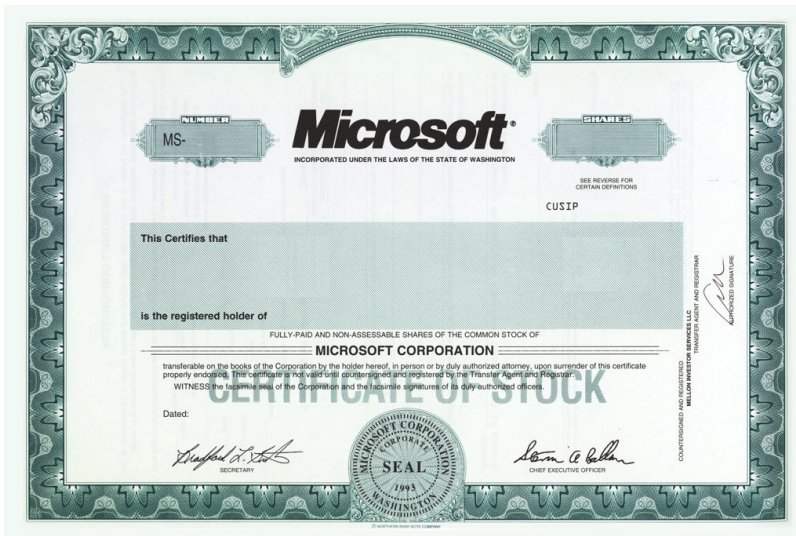 NUMBER
MS-
Microsoft®
INCORPORATED UNDER THE LAWS OF THE STATE OF WASHINGTON
SHARES
SEE REVERSE FOR
CERTAIN DEFINITIONS
CUSIP
This Certifies that
is the registered holder of
FULLY-PAID AND NON-ASSESSABLE SHARES OF THE COMMON STOCK OF
MICROSOFT CORPORATION
transferable on the books of the Corporation by the holder hereof, in person or by duly authorized attorney, upon surrender of this certificate
properly endorsed. This certificate is not valid until countersigned and registered by the Transfer Agent and Registrar.
WITNESS the facsimile seal of the Corporation and the facsimile signatures of its duly authorized officers.
CERTIFICATE OF STOCK
Dated:
SECRETARY
MICROSOFT CORPORATION
CORPORATE
SEAL
1993
WASHINGTON
CHIEF EXECUTIVE OFFICER
COUNTERSIGNED AND REGISTERED
MELLON INVESTOR SERVICES LLC
TRANSFER AGENT AND REGISTRAR
AUTHORIZED SIGNATURE
© NORTHERN BANK NOTE COMPANY